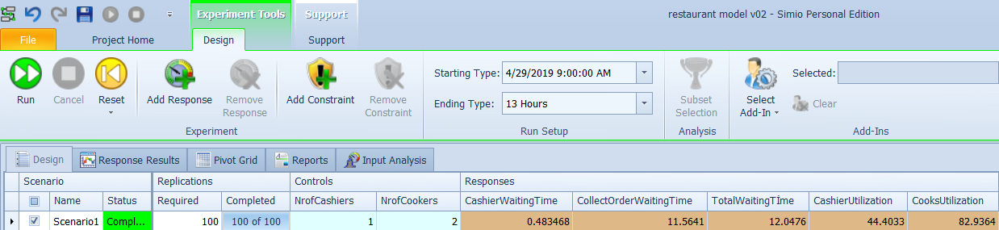 Experiment Tools Support restaurant model v02 - Simio Personal Edition
File Project Home Design Support
Run Cancel Reset Add Response Remove Response Add Constraint Remove Constraint
Starting Type: 4/29/2019 9:00:00 AM
Ending Type: 13 Hours
Subset Selection Select Add-In Selected:
Clear
Experiment Run Setup Analysis Add-Ins
Design Response Results Pivot Grid Reports Input Analysis
Scenario Replications Controls Responses
Name Status Required Completed NrofCashiers NrofCookers CashierWaitingTime CollectOrderWaitingTime TotalWaitingTİme CashierUtilization CooksUtilization
Scenario1 Compl... 100 100 of 100 1 2 0.483468 11.5641 12.0476 44.4033 82.9364